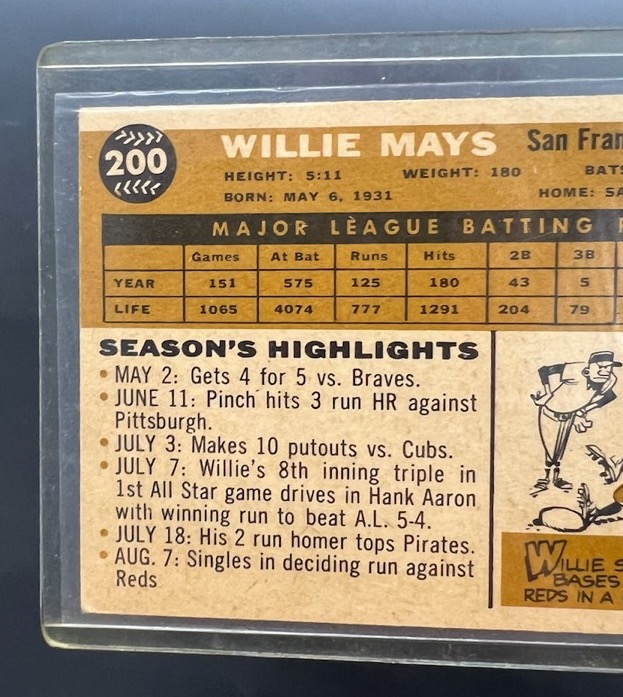 200
WILLIE MAYS San Fran
HEIGHT: 5:11 WEIGHT: 180 BATS
BORN: MAY 6, 1931 HOME: SA
MAJOR LEAGUE BATTING
Games At Bat Runs Hits 2B 3B
YEAR 151 575 125 180 43 5
LIFE 1065 4074 777 1291 204 79
SEASON'S HIGHLIGHTS
• MAY 2: Gets 4 for 5 vs. Braves.
• JUNE 11: Pinch hits 3 run HR against
Pittsburgh.
• JULY 3: Makes 10 putouts vs. Cubs.
• JULY 7: Willie's 8th inning triple in
1st All Star game drives in Hank Aaron
with winning run to beat A.L. 5-4.
• JULY 18: His 2 run homer tops Pirates.
• AUG. 7: Singles in deciding run against
Reds
WILLIE S
BASES
REDS IN A